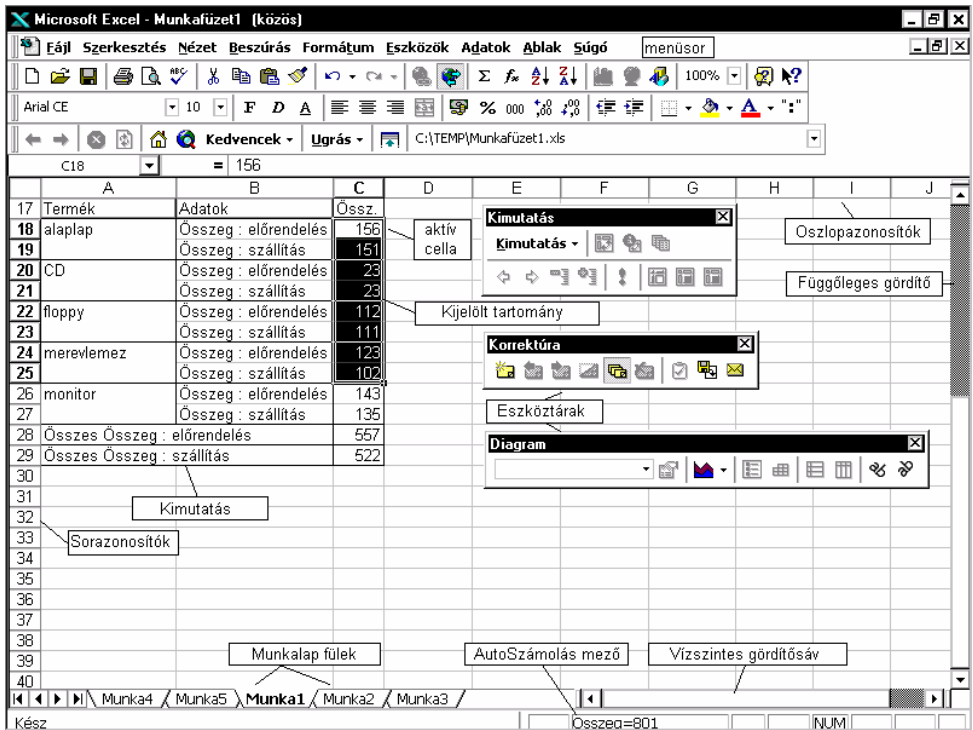 Microsoft Excel - Munkafüzet1 (közös)
Fájl Szerkesztés Nézet Beszúrás Formátum Eszközök Adatok Ablak Súgó menüsor
100%
Arial CE 10 F D A % 000
Kedvencek Ugrás C:\TEMP\Munkafüzet1.xls
C18 = 156
A B C D E F G H I J
17 Termék Adatok Össz.
18 alaplap Összeg : előrendelés 156
19 Összeg : szállítás 151
20 CD Összeg : előrendelés 23
21 Összeg : szállítás 23
22 floppy Összeg : előrendelés 112
23 Összeg : szállítás 111
24 merevlemez Összeg : előrendelés 123
25 Összeg : szállítás 102
26 monitor Összeg : előrendelés 143
27 Összeg : szállítás 135
28 Összes Összeg : előrendelés 557
29 Összes Összeg : szállítás 522
30
31
32
33
34
35
36
37
38
39
40
aktív
cella
Kimutatás
Kimutatás
Oszlopazonosítók
Függőleges gördítő
Kijelölt tartomány
Korrektúra
Eszköztárak
Diagram
Kimutatás
Sorazonosítók
Munkalap fülek
AutoSzámolás mező
Vízszintes gördítősáv
Munka4 Munka5 Munka1 Munka2 Munka3
Kész Összeg=801 NUM